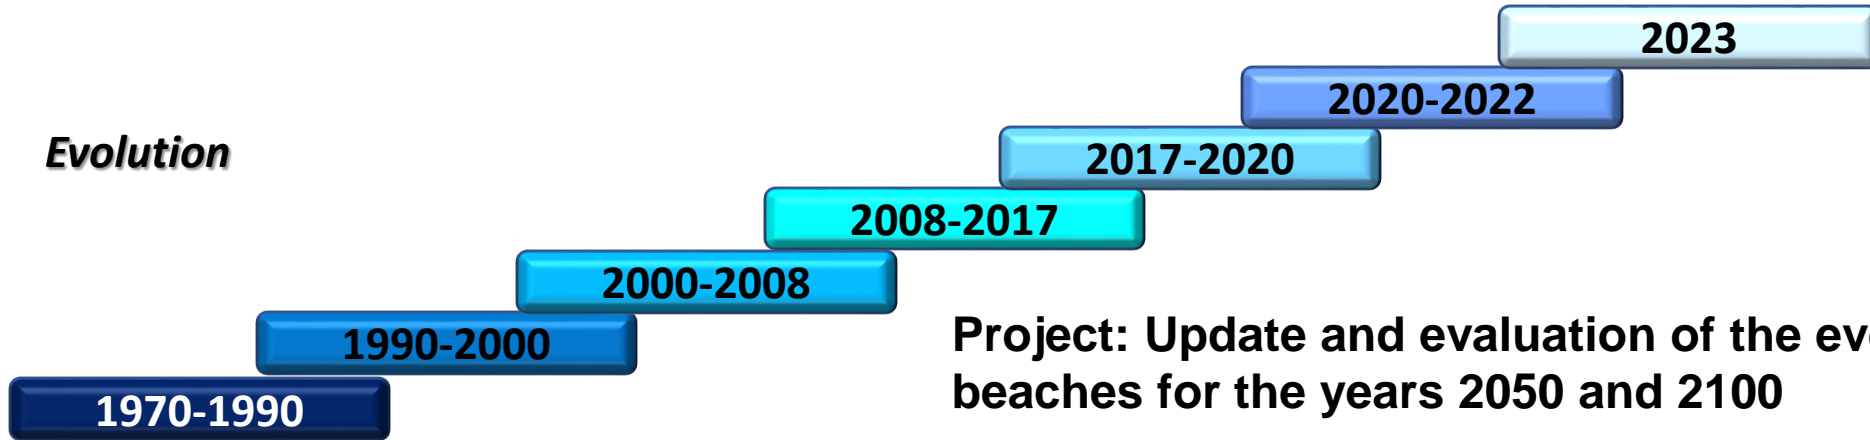 2023
2020-2022
Evolution
2017-2020
2008-2017
2000-2008
Project: Update and evaluation of the
1990-2000
beaches for the years 2050 and 2100
1970-1990